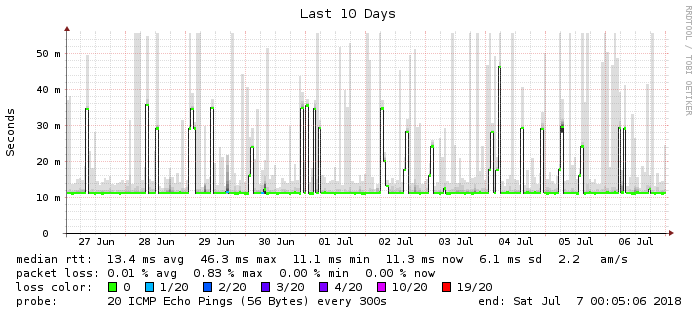 Last 10 Days
RRDTOOL / TOBI OETIKER
Seconds
50 m
40 m
30 m
20 m
10 m
0
27 Jun 28 Jun 29 Jun 30 Jun 01 Jul 02 Jul 03 Jul 04 Jul 05 Jul 06 Jul
median rtt: 13.4 ms avg 46.3 ms max 11.1 ms min 11.3 ms now 6.1 ms sd 2.2 am/s
packet loss: 0.01 % avg 0.83 % max 0.00 % min 0.00 % now
loss color: 0 1/20 2/20 3/20 4/20 10/20 19/20
probe: 20 ICMP Echo Pings (56 Bytes) every 300s end: Sat Jul 7 00:05:06 2018